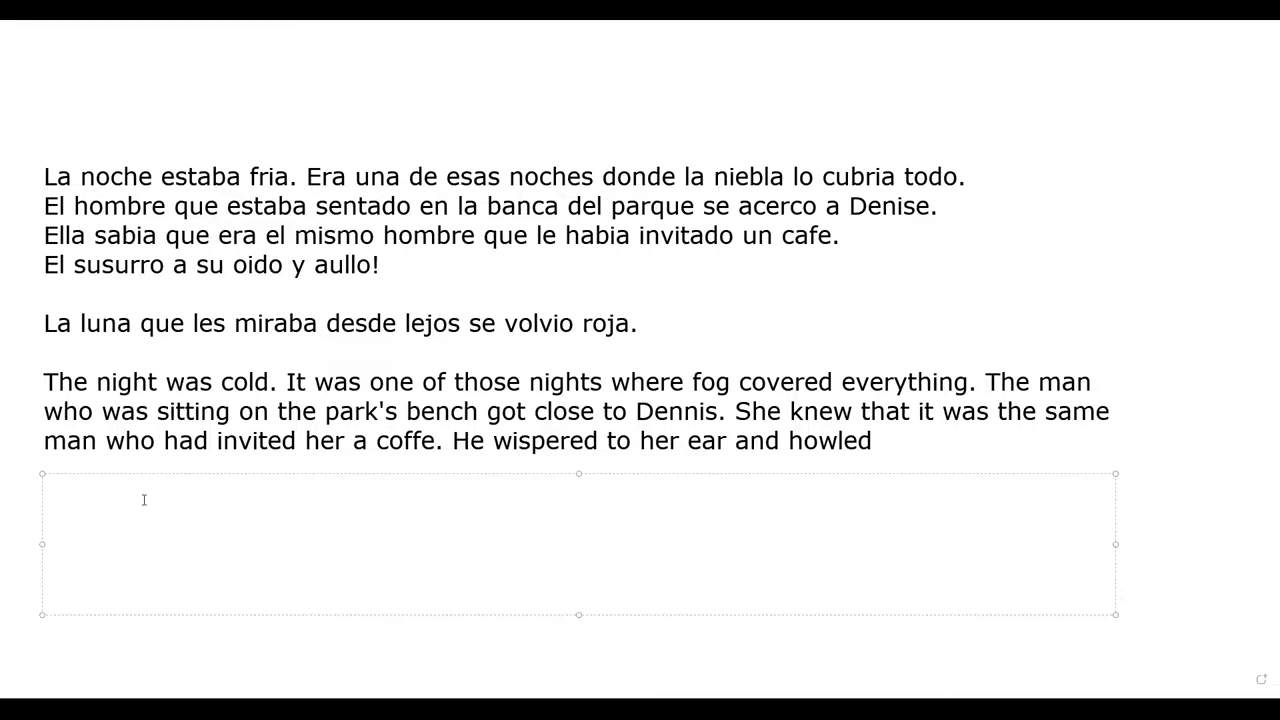 La noche estaba fria. Era una de esas noches donde la niebla lo cubria todo.
El hombre que estaba sentado en la banca del parque se acerco a Denise.
Ella sabia que era el mismo hombre que le habia invitado un cafe.
El susurro a su oido y aullo!
La luna que les miraba desde lejos se volvio roja.
The night was cold. It was one of those nights where fog covered everything. The man
who was sitting on the park's bench got close to Dennis. She knew that it was the same
man who had invited her a coffe. He wispered to her ear and howled